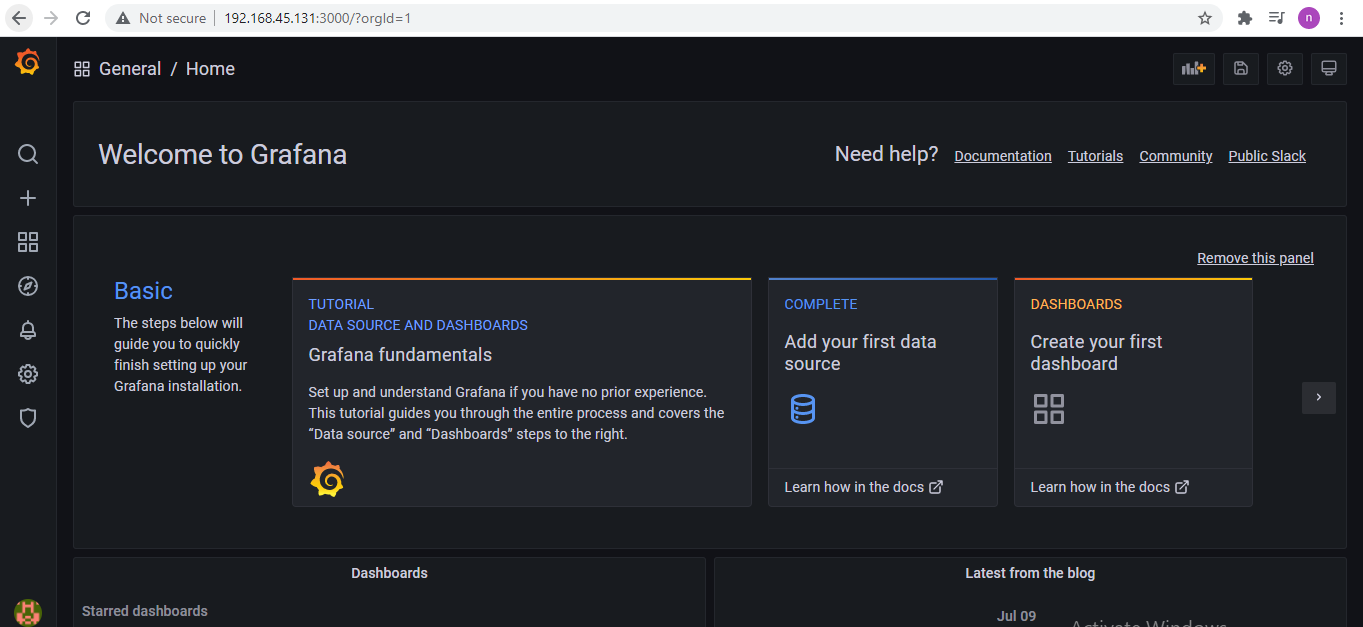 Not secure | 192.168.45.131:3000/?orgId=1
n
General / Home
Welcome to Grafana
Need help? Documentation Tutorials Community Public Slack
Remove this panel
Basic
The steps below will
guide you to quickly
finish setting up your
Grafana installation.
TUTORIAL
DATA SOURCE AND DASHBOARDS
Grafana fundamentals
Set up and understand Grafana if you have no prior experience.
This tutorial guides you through the entire process and covers the
“Data source” and “Dashboards” steps to the right.
COMPLETE
Add your first data
source
Learn how in the docs
DASHBOARDS
Create your first
dashboard
Learn how in the docs
Dashboards
Starred dashboards
Latest from the blog
Jul 09
Activate Windows